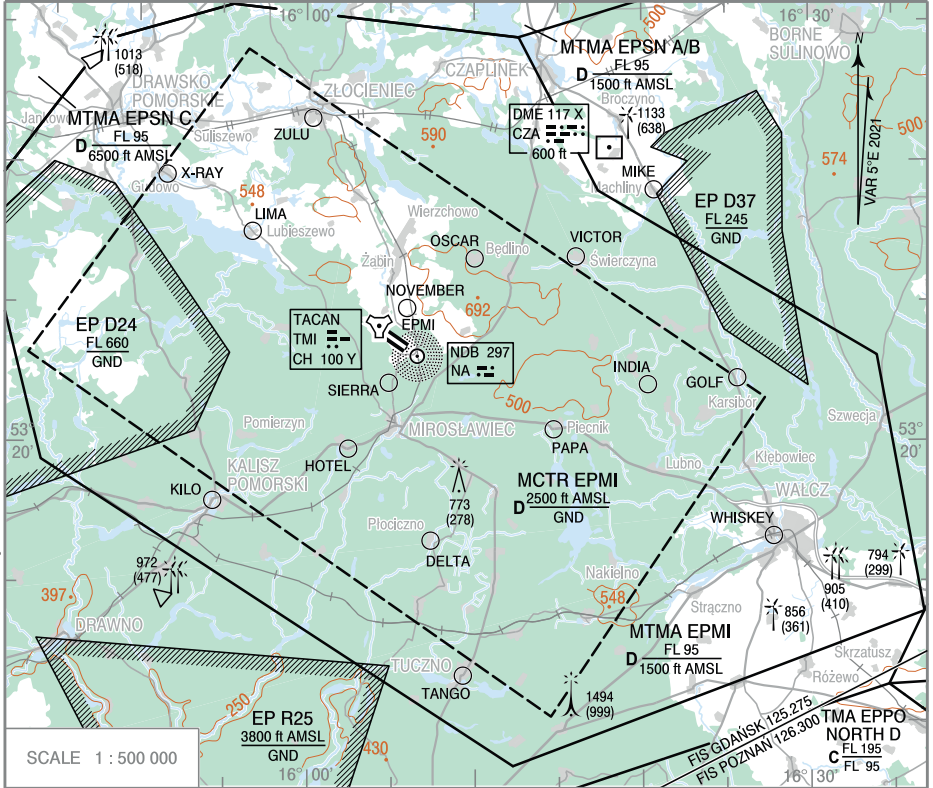 16° 00'
16° 30'
500
1013
(518)
DRAWSKO
POMORSKIE
ZŁOCIENIEC
CZAPLINEK
MTMA EPSN A/B
D FL 95
1500 ft AMSL
BORNE
SULINOWO
N
VAR 5°E 2021
Broczyno
1133
(638)
DME 117 X
CZA
600 ft
MTMA EPSN C
D FL 95
6500 ft AMSL
Suliszewo
ZULU
590
500
574
X-RAY
Gudowo
548
LIMA
Lubieszewo
Wierzchowo
MIKE
Machliny
EP D37
FL 245
GND
OSCAR
Będlino
VICTOR
Świerczyna
Żabin
NOVEMBER
692
EPMI
TACAN
TMI
CH 100 Y
NDB 297
NA
EP D24
FL 660
GND
SIERRA
INDIA
GOLF
Karsibór
500
Szwecja
Pomierzyn
MIROSŁAWIEC
Piecnik
PAPA
53°
20'
53°
20'
HOTEL
KALISZ
POMORSKI
KILO
Lubno
Kłębowiec
WAŁCZ
773
(278)
MCTR EPMI
D 2500 ft AMSL
GND
WHISKEY
Płociczno
DELTA
972
(477)
397
DRAWNO
Nakielno
548
794
(299)
905
(410)
856
(361)
Strączno
MTMA EPMI
D FL 95
1500 ft AMSL
Skrzatusz
Różewo
TUCZNO
TANGO
1494
(999)
250
EP R25
3800 ft AMSL
GND
430
FIS GDAŃSK 125.275
FIS POZNAŃ 126.300
TMA EPPO
NORTH D
C FL 195
FL 95
SCALE 1 : 500 000
16° 00'
16° 30'